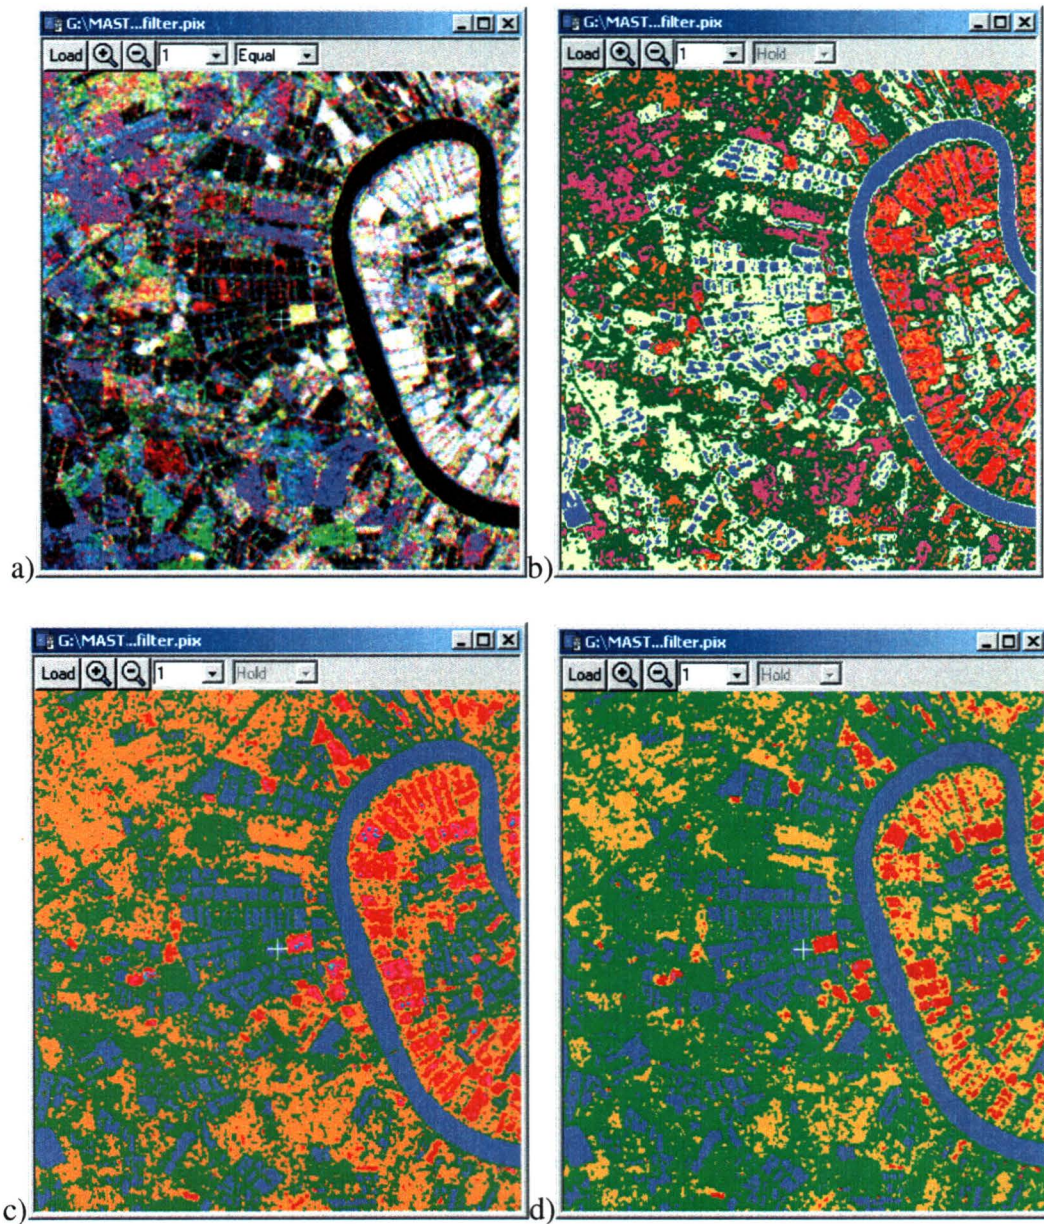 G:\MAST...filter.pix
Load 1 Equal
a)
G:\MAST...filter.pix
Load 1 Hold
b)
G:\MAST...filter.pix
Load 1 Hold
c)
G:\MAST...filter.pix
Load 1 Hold
d)